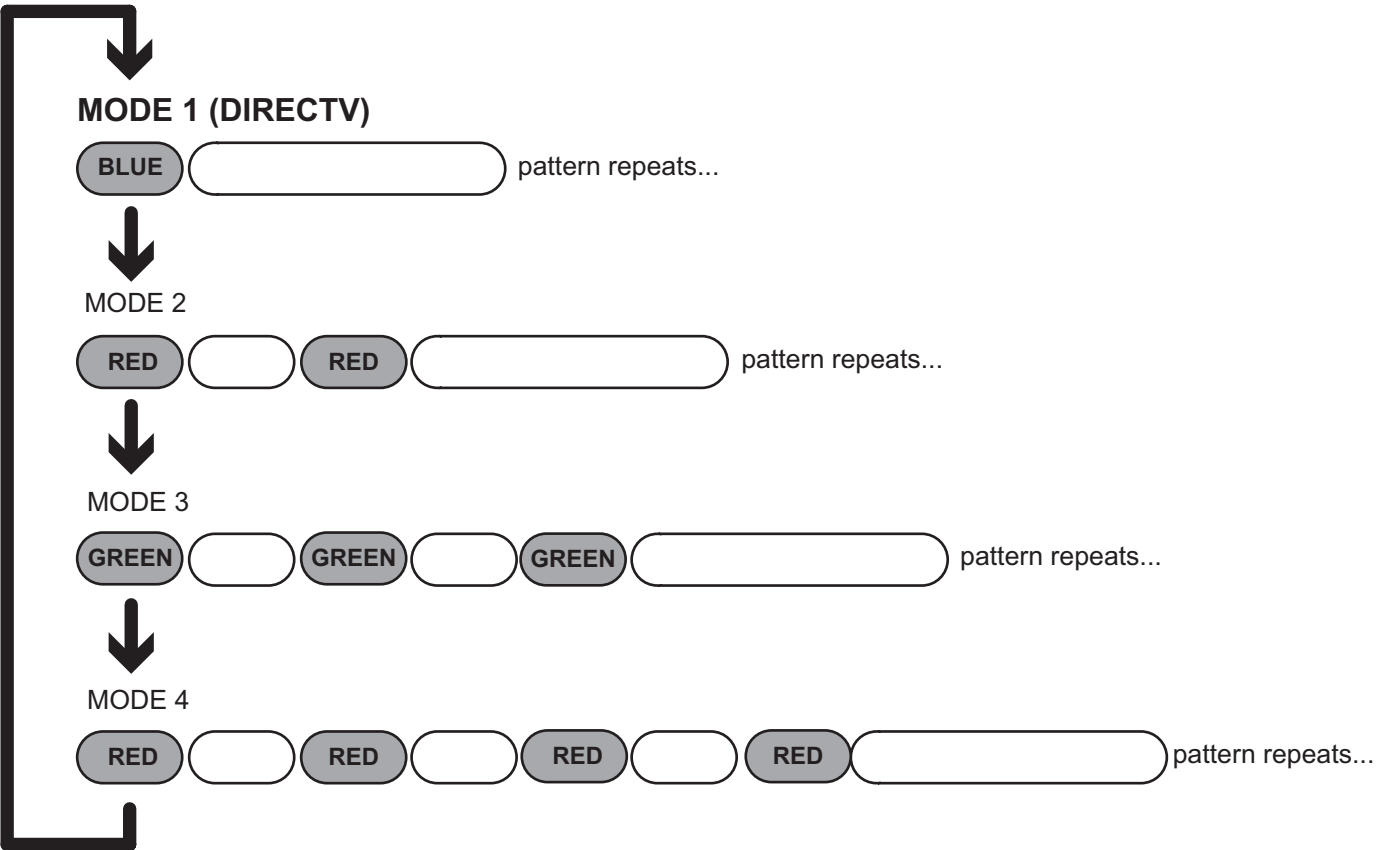 MODE 1 (DIRECTV)
BLUE pattern repeats...
MODE 2
RED RED pattern repeats...
MODE 3
GREEN GREEN GREEN pattern repeats...
MODE 4
RED RED RED RED pattern repeats...